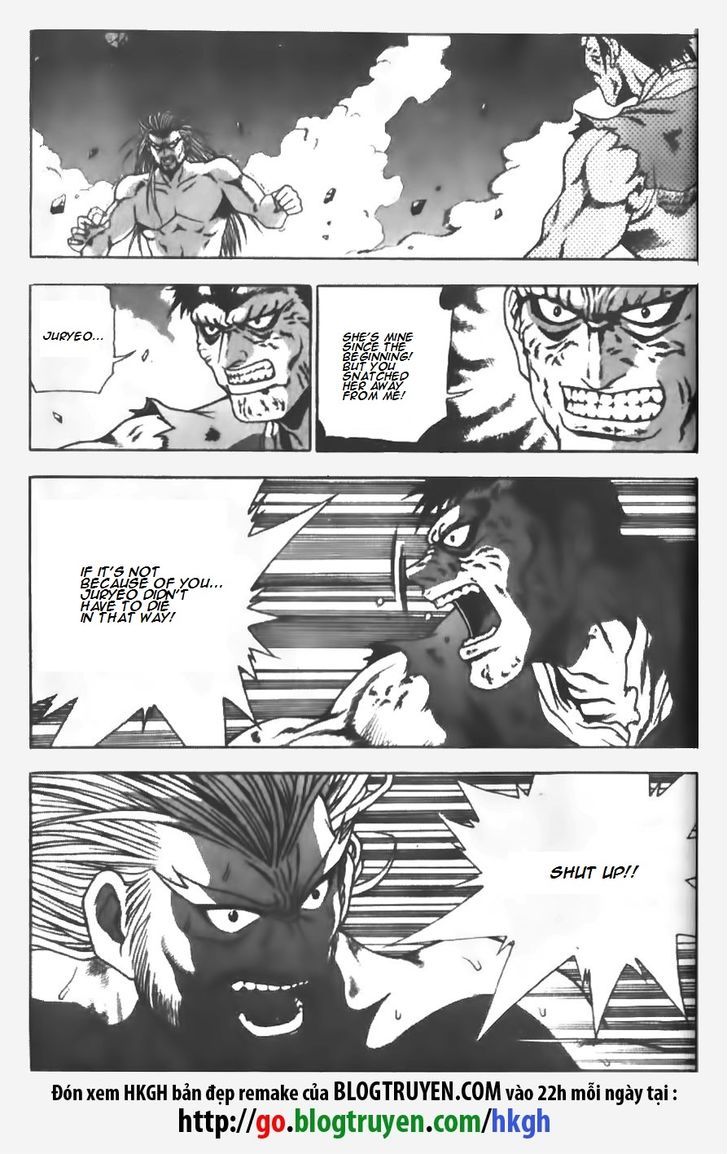 JURYEO...
SHE'S MINE
SINCE THE
BEGINNING!
BUT YOU
SNATCHED
HER AWAY
FROM ME!
IF IT'S NOT
BECAUSE OF YOU...
JURYEO DIDN'T
HAVE TO DIE
IN THAT WAY!
SHUT UP!!
Đón xem HKGH bản đẹp remake của BLOGTRUYEN.COM vào 22h mỗi ngày tại :
http://go.blogtruyen.com/hkgh